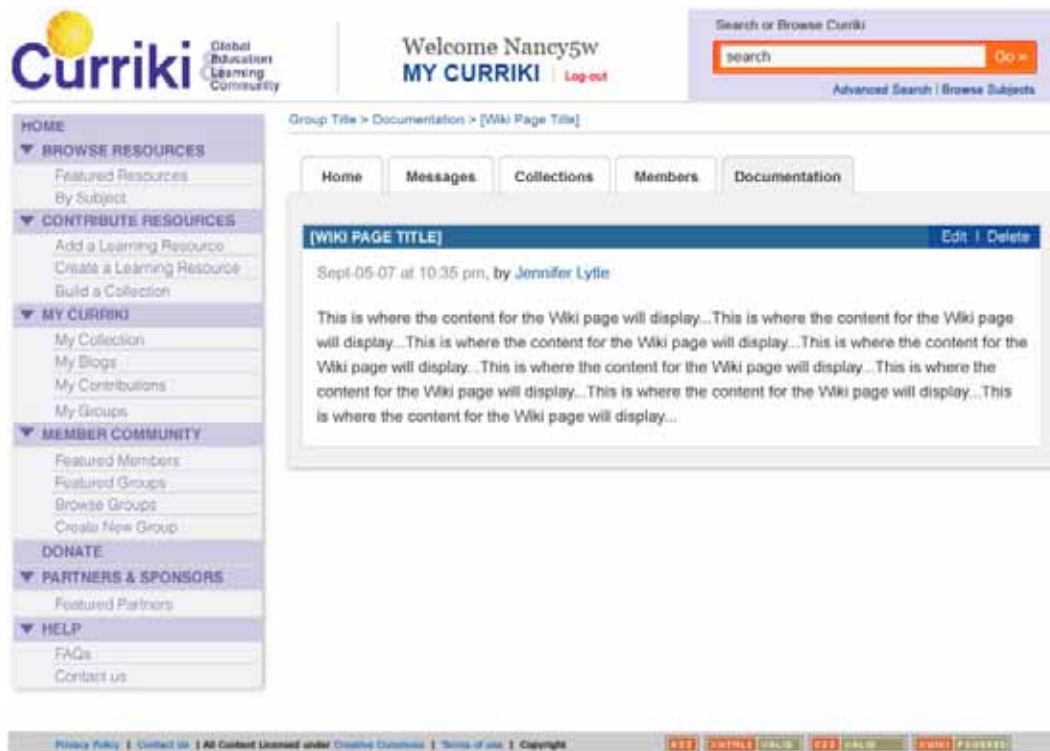 Curriki
Global
Education
Learning
Community
Welcome Nancy5w
MY CURRIKI | Log-out
Search or Browse Curriki
search
Go »
Advanced Search | Browse Subjects
HOME
BROWSE RESOURCES
Featured Resources
By Subject
CONTRIBUTE RESOURCES
Add a Learning Resource
Create a Learning Resource
Build a Collection
MY CURRIKI
My Collection
My Blogs
My Contributions
My Groups
MEMBER COMMUNITY
Featured Members
Featured Groups
Browse Groups
Create New Group
DONATE
PARTNERS & SPONSORS
Featured Partners
HELP
FAQs
Contact us
Group Title > Documentation > [Wiki Page Title]
Home Messages Collections Members Documentation
[WIKI PAGE TITLE] Edit | Delete
Sept-05-07 at 10:35 pm, by Jennifer Lytle
This is where the content for the Wiki page will display...This is where the content for the Wiki page
will display...This is where the content for the Wiki page will display...This is where the content for the
Wiki page will display...This is where the content for the Wiki page will display...This is where the
content for the Wiki page will display...This is where the content for the Wiki page will display...This
is where the content for the Wiki page will display...
Privacy Policy | Contact Us | All Content Licensed under Creative Commons | Terms of use | Copyright
XHTML VALID CSS VALID XWIKI POWERED